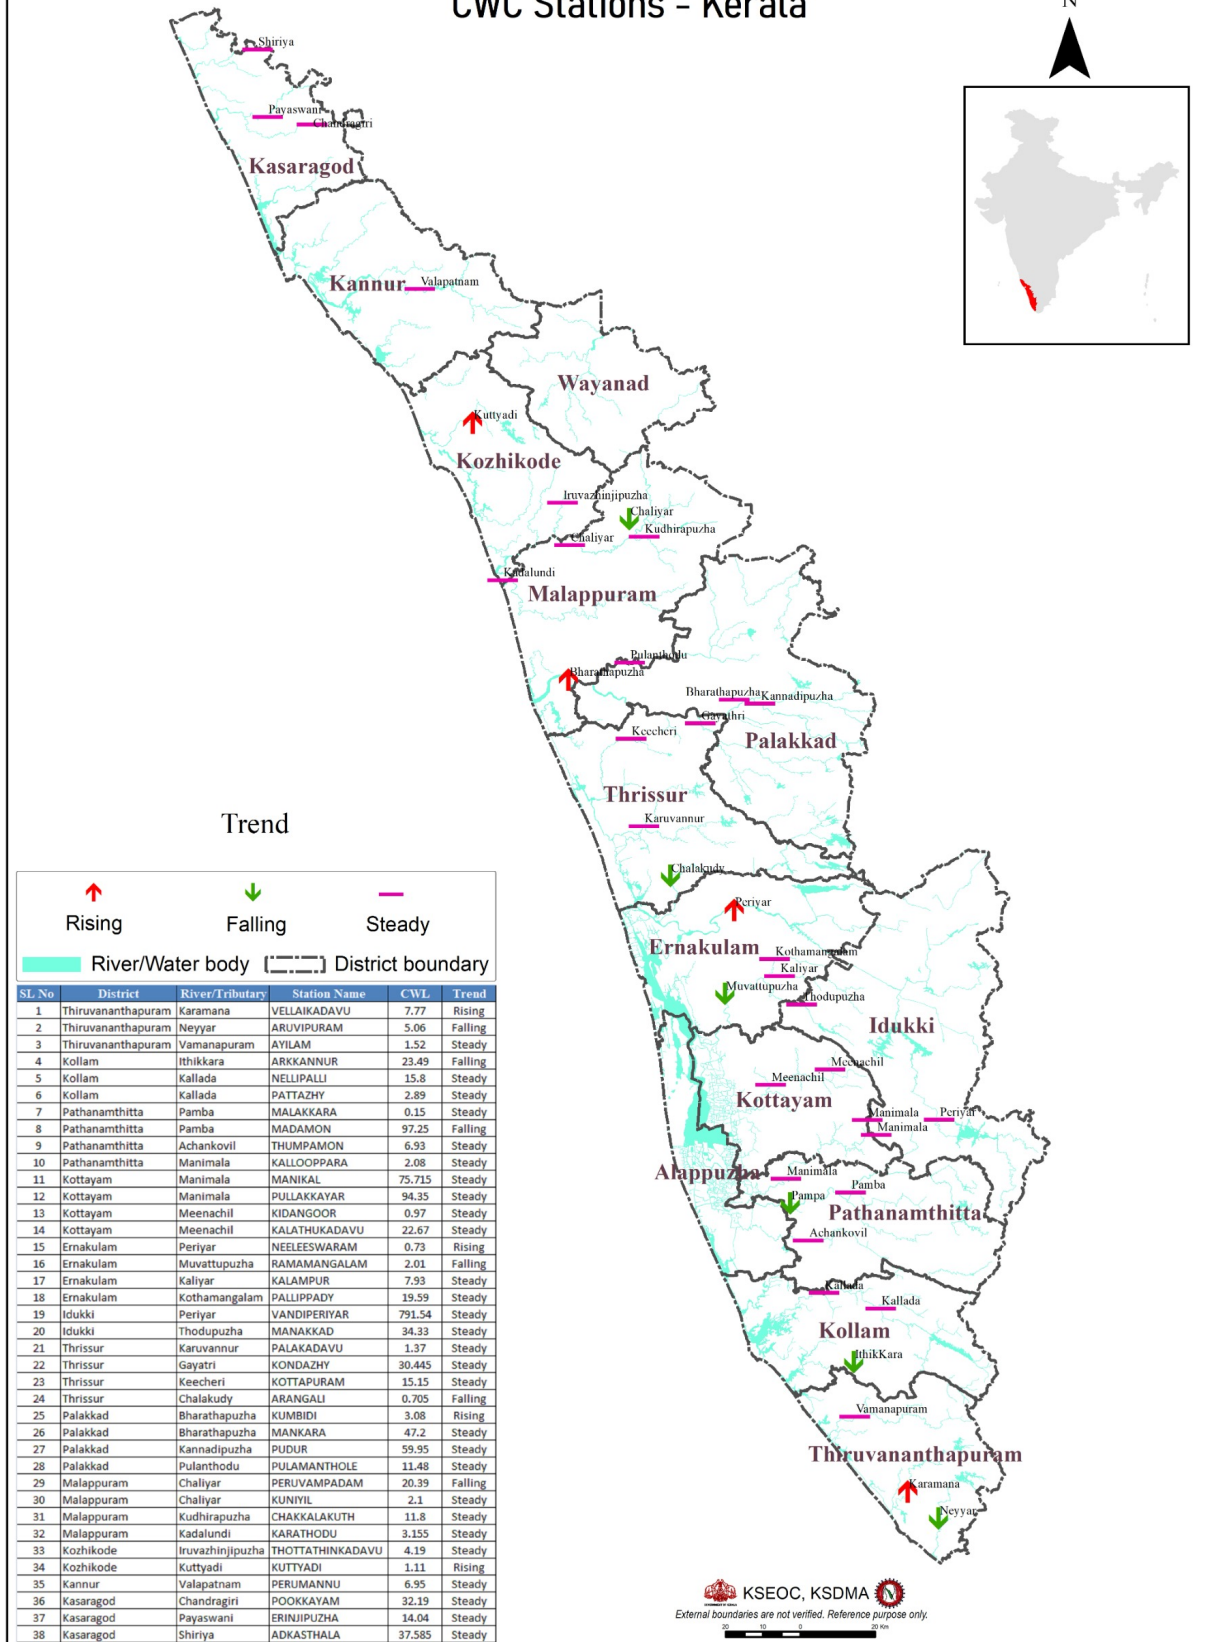 CWC Stations - Kerala
N
Shiriya
Payaswani
Chandragiri
Kasaragod
Kannur
Valapatnam
Wayanad
Kuttyadi
Kozhikode
Iruvazhinjipuzha
Chaliyar
Kudhirapuzha
Chaliyar
Kadalundi
Malappuram
Pulanthodu
Bharathapuzha
Bharathapuzha
Kannadipuzha
Gayathri
Keecheri
Palakkad
Thrissur
Karuvannur
Chalakudy
Periyar
Ernakulam
Kothamangalam
Kaliyar
Muvattupuzha
Thodupuzha
Idukki
Meenachil
Meenachil
Kottayam
Manimala
Periyar
Manimala
Alappuzha
Manimala
Pamba
Pampa
Pathanamthitta
Achankovil
Kallada
Kallada
Kollam
IthikKara
Vamanapuram
Thiruvananthapuram
Karamana
Neyyar
Trend
Rising Falling Steady
River/Water body District boundary
SL No District River/Tributary Station Name CWL Trend
1 Thiruvananthapuram Karamana VELLAIKADAVU 7.77 Rising
2 Thiruvananthapuram Neyyar ARUVIPURAM 5.06 Falling
3 Thiruvananthapuram Vamanapuram AYILAM 1.52 Steady
4 Kollam Ithikkara ARKKANNUR 23.49 Falling
5 Kollam Kallada NELLIPALLI 15.8 Steady
6 Kollam Kallada PATTAZHY 2.89 Steady
7 Pathanamthitta Pamba MALAKKARA 0.15 Steady
8 Pathanamthitta Pamba MADAMON 97.25 Falling
9 Pathanamthitta Achankovil THUMPAMON 6.93 Steady
10 Pathanamthitta Manimala KALLOOPPARA 2.08 Steady
11 Kottayam Manimala MANIKAL 75.715 Steady
12 Kottayam Manimala PULLAKKAYAR 94.35 Steady
13 Kottayam Meenachil KIDANGOOR 0.97 Steady
14 Kottayam Meenachil KALATHUKADAVU 22.67 Steady
15 Ernakulam Periyar NEELEESWARAM 0.73 Rising
16 Ernakulam Muvattupuzha RAMAMANGALAM 2.01 Falling
17 Ernakulam Kaliyar KALAMPUR 7.93 Steady
18 Ernakulam Kothamangalam PALLIPPADY 19.59 Steady
19 Idukki Periyar VANDIPERIYAR 791.54 Steady
20 Idukki Thodupuzha MANAKKAD 34.33 Steady
21 Thrissur Karuvannur PALAKADAVU 1.37 Steady
22 Thrissur Gayatri KONDAZHY 30.445 Steady
23 Thrissur Keecheri KOTTAPURAM 15.15 Steady
24 Thrissur Chalakudy ARANGALI 0.705 Falling
25 Palakkad Bharathapuzha KUMBIDI 3.08 Rising
26 Palakkad Bharathapuzha MANKARA 47.2 Steady
27 Palakkad Kannadipuzha PUDUR 59.95 Steady
28 Palakkad Pulanthodu PULAMANTHOLE 11.48 Steady
29 Malappuram Chaliyar PERUVAMPADAM 20.39 Falling
30 Malappuram Chaliyar KUNIYIL 2.1 Steady
31 Malappuram Kudhirapuzha CHAKKALAKUTH 11.8 Steady
32 Malappuram Kadalundi KARATHODU 3.155 Steady
33 Kozhikode Iruvazhinjipuzha THOTTATHINKADAVU 4.19 Steady
34 Kozhikode Kuttyadi KUTTYADI 1.11 Rising
35 Kannur Valapatnam PERUMANNU 6.95 Steady
36 Kasaragod Chandragiri POOKKAYAM 32.19 Steady
37 Kasaragod Payaswani ERINJIPUZHA 14.04 Steady
38 Kasaragod Shiriya ADKASTHALA 37.585 Steady
KSEOC, KSDMA
External boundaries are not verified. Reference purpose only.
20 10 0 20 Km